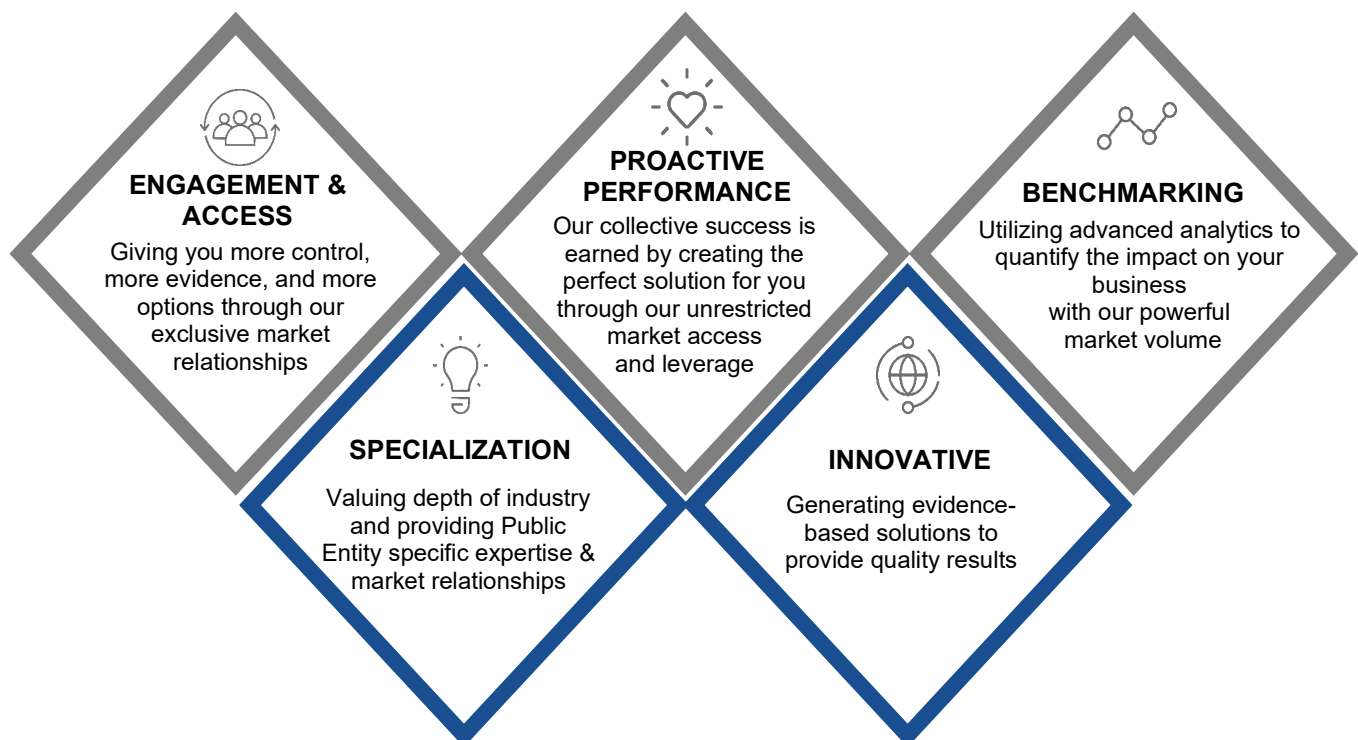 ENGAGEMENT &
ACCESS
Giving you more control,
more evidence, and more
options through our
exclusive market
relationships
PROACTIVE
PERFORMANCE
Our collective success is
earned by creating the
perfect solution for you
through our unrestricted
market access
and leverage
BENCHMARKING
Utilizing advanced analytics to
quantify the impact on your
business
with our powerful
market volume
SPECIALIZATION
Valuing depth of industry
and providing Public
Entity specific expertise &
market relationships
INNOVATIVE
Generating evidence-
based solutions to
provide quality results